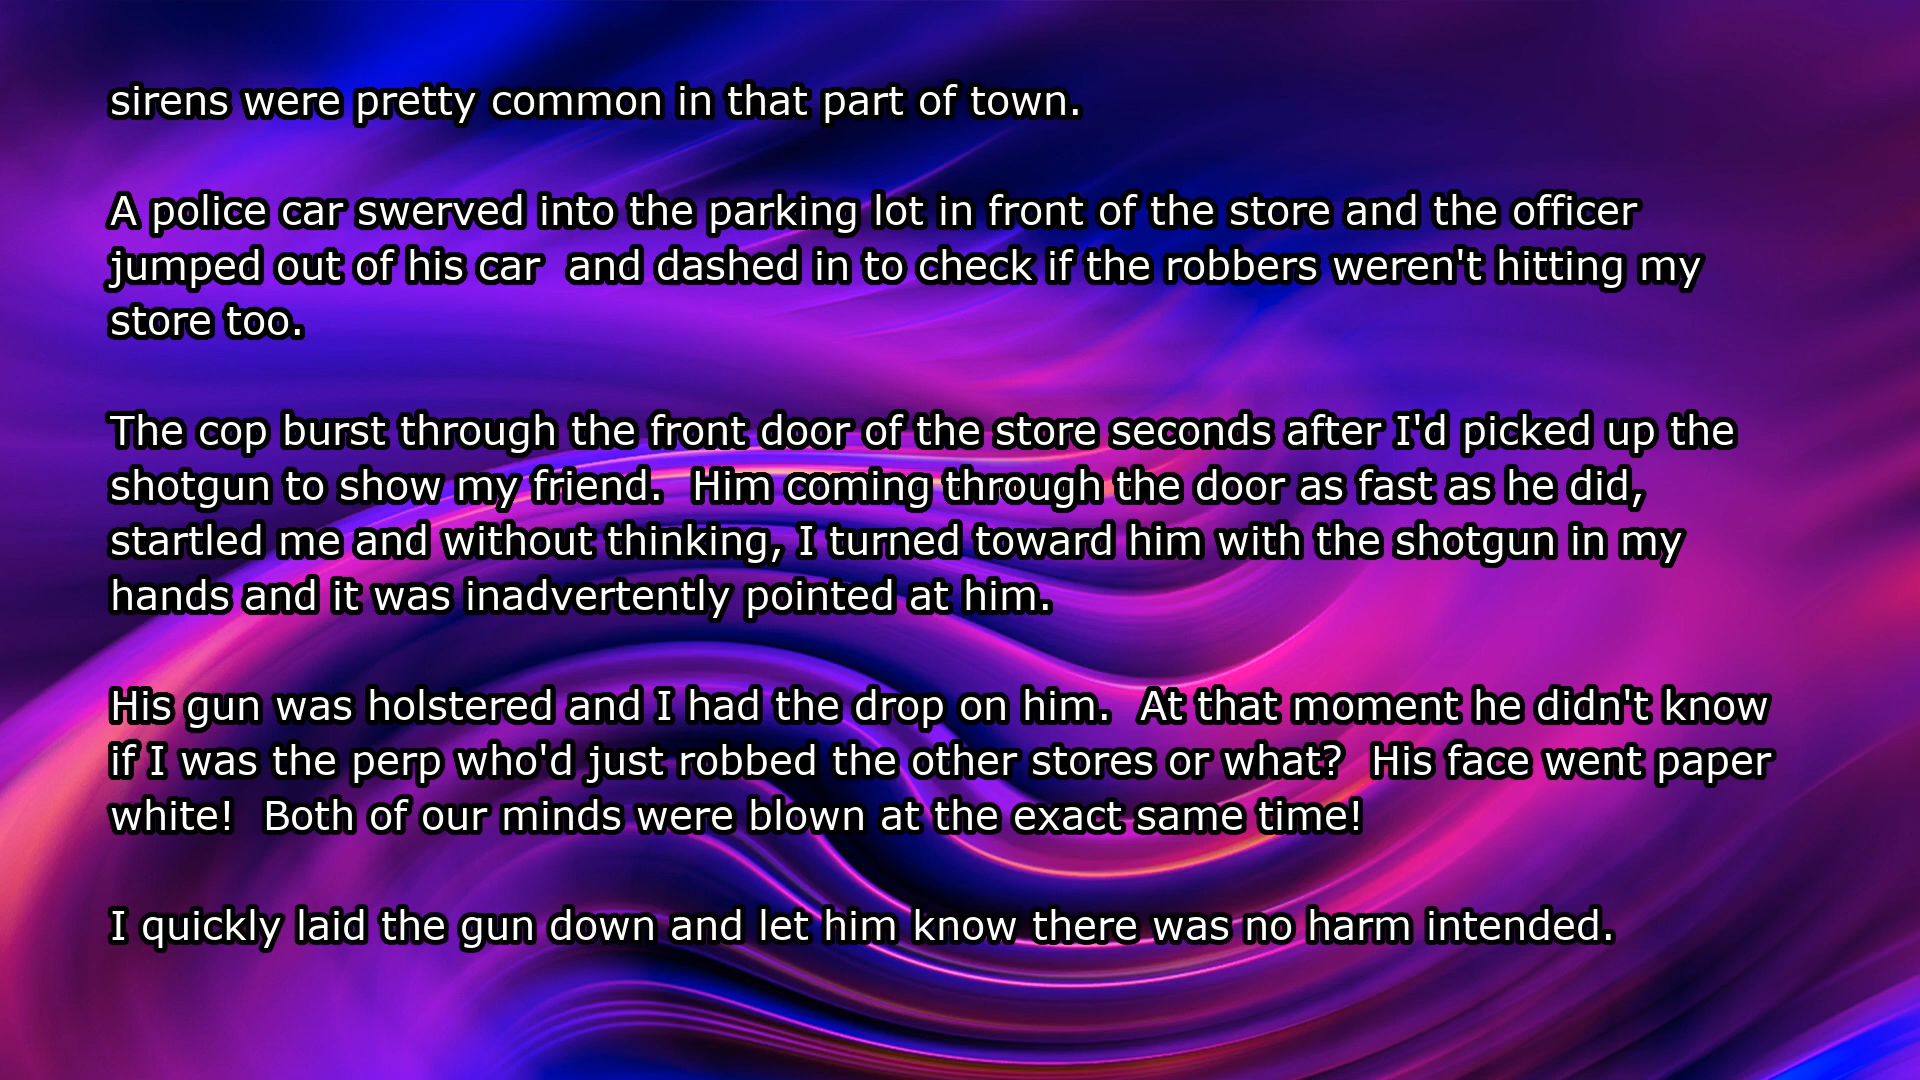 sirens were pretty common in that part of town.
A police car swerved into the parking lot in front of the store and the officer
jumped out of his car  and dashed in to check if the robbers weren't hitting my
store too.
The cop burst through the front door of the store seconds after I'd picked up the
shotgun to show my friend.  Him coming through the door as fast as he did,
startled me and without thinking, I turned toward him with the shotgun in my
hands and it was inadvertently pointed at him.
His gun was holstered and I had the drop on him.  At that moment he didn't know
if I was the perp who'd just robbed the other stores or what?  His face went paper
white!  Both of our minds were blown at the exact same time!
I quickly laid the gun down and let him know there was no harm intended.